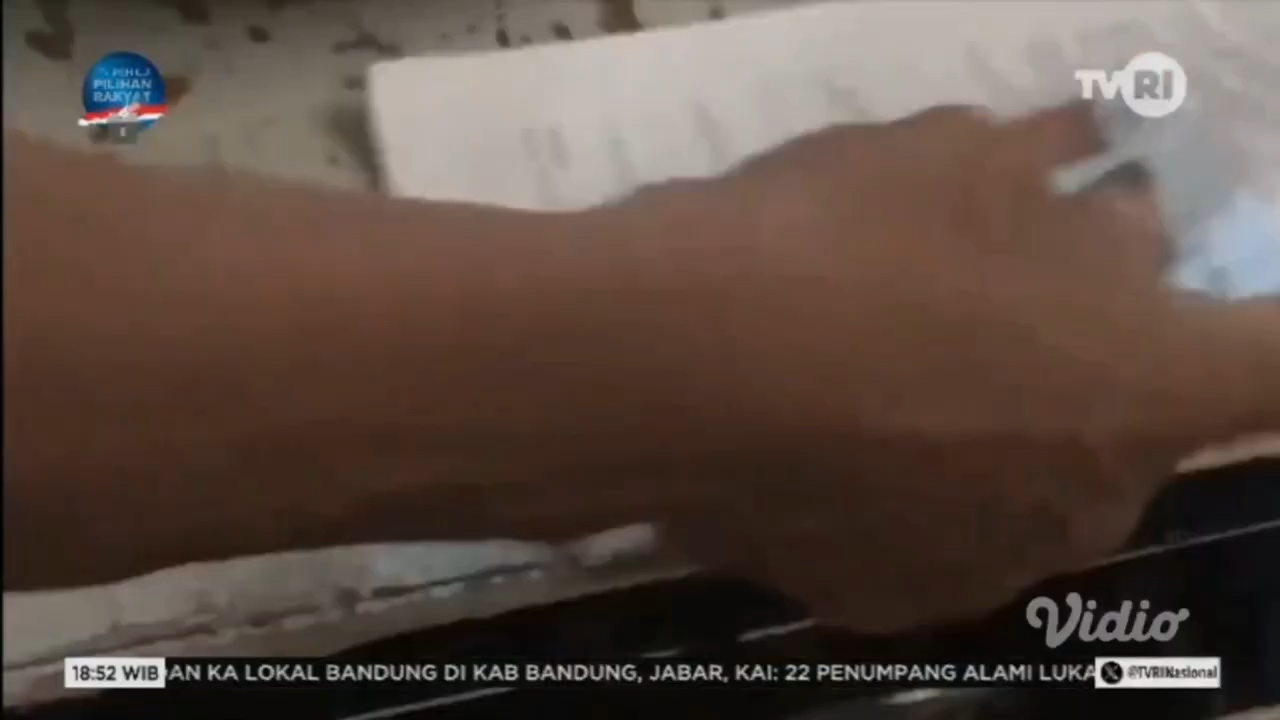 PILIHAN
RAKYAT
TVRI
Vidio
18:52 WIB
KA LOKAL BANDUNG DI KAB BANDUNG, JABAR, KAI: 22 PENUMPANG ALAMI LUKA
@TVRINasional